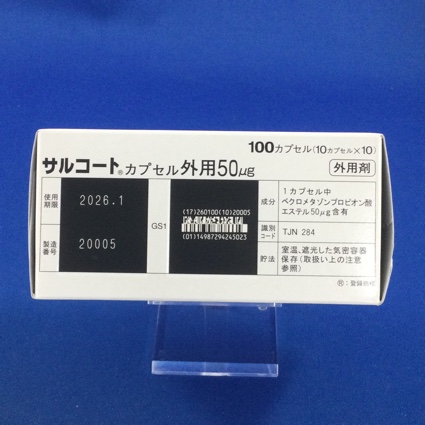 100カプセル(10カプセル×10)
サルコート®カプセル外用50μg
外用剤
使用
期限
2026.1
製造
番号
20005
GS1
(17)260100(10)20005
(01)14987294245023
成分
1カプセル中
ベクロメタゾンプロピオン酸
エステル50μg含有
識別
コード
TJN 284
貯法
室温、遮光した気密容器
保存(取扱い上の注意
参照)
®:登録商標